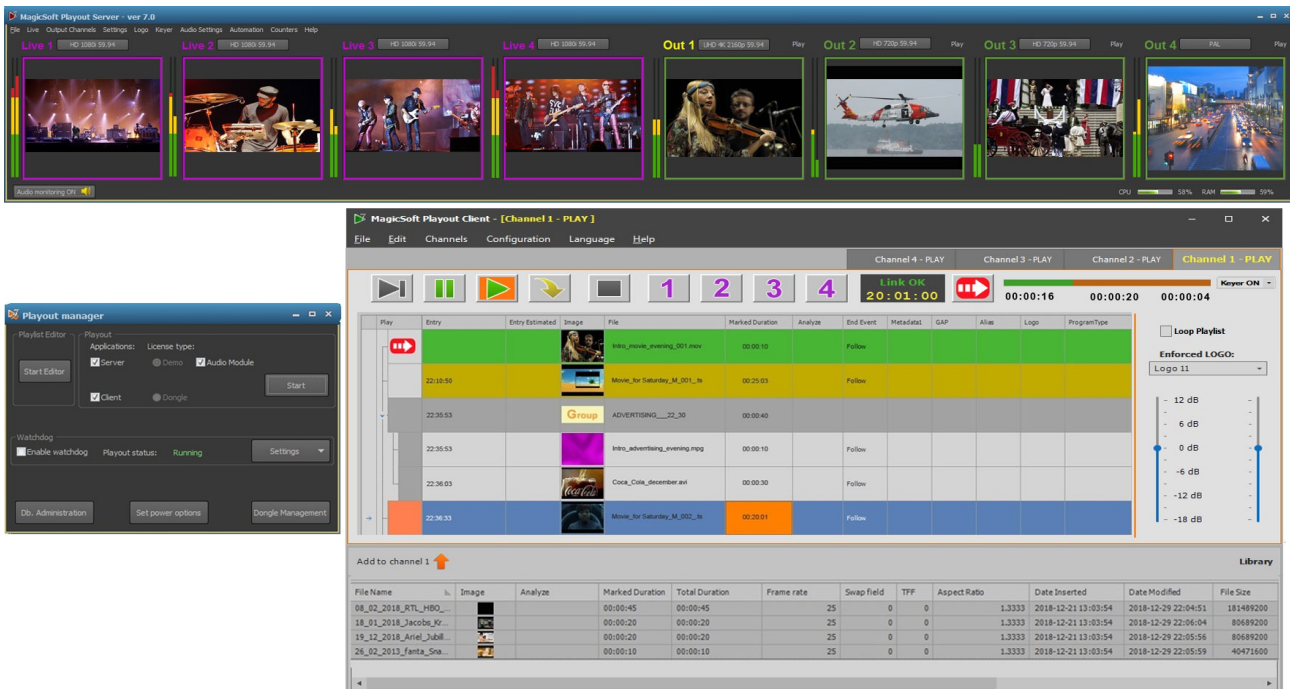 MagicSoft Playout Server - ver 7.0
File Live Output Channels Settings Logo Keyer Audio Settings Automation Counters Help
Live 1 HD 1080i 59.94 Live 2 HD 1080i 59.94 Live 3 HD 1080i 59.94 Live 4 HD 1080i 59.94 Out 1 UHD 4K 2160p 59.94 Play Out 2 HD 720p 59.94 Play Out 3 HD 720p 59.94 Play Out 4 PAL Play
Audio monitoring ON CPU 58% RAM 59%
MagicSoft Playout Client - [Channel 1 - PLAY ]
File Edit Channels Configuration Language Help
Channel 4 - PLAY Channel 3 - PLAY Channel 2 - PLAY Channel 1 - PLAY
1 2 3 4 Link OK
20:01:00
00:00:16 00:00:20 00:00:04
Keyer ON
Play Entry Entry Estimated Image File Marked Duration Analyze End Event Metadata1 GAP Alias Logo ProgramType
Intro_movie_evening_001.mov 00:00:10 Follow
22:10:50 Movie_for Saturday_M_001_.ts 00:25:03 Follow
22:35:53 Group ADVERTISING___22_30 00:00:40
22:35:53 Intro_advertising_evening.mpg 00:00:10 Follow
22:36:03 Coca Cola Coca_Cola_december.avi 00:00:30 Follow
22:36:33 Movie_for Saturday_M_002_.ts 00:20:01 Follow
Loop Playlist
Enforced LOGO:
Logo 11
12 dB
6 dB
0 dB
-6 dB
-12 dB
-18 dB
Playout manager
Playlist Editor
Start Editor
Playout
Applications: License type:
Server Demo Audio Module
Start
Client Dongle
Watchdog
Enable watchdog Playout status: Running Settings
Db. Administration Set power options Dongle Management
Add to channel 1 Library
File Name Image Analyze Marked Duration Total Duration Frame rate Swap field TFF Aspect Ratio Date Inserted Date Modified File Size
08_02_2018_RTL_HBO_... 00:00:45 00:00:45 25 0 0 1.3333 2018-12-21 13:03:54 2018-12-29 22:04:51 181489200
18_01_2018_Jacobs_Kr... 00:00:20 00:00:20 25 0 0 1.3333 2018-12-21 13:03:54 2018-12-29 22:06:04 80689200
19_12_2018_Ariel_Jubill... 00:00:20 00:00:20 25 0 0 1.3333 2018-12-21 13:03:54 2018-12-29 22:05:56 80689200
26_02_2013_fanta_Sna... 00:00:10 00:00:10 25 0 0 1.3333 2018-12-21 13:03:54 2018-12-29 22:05:59 40471600